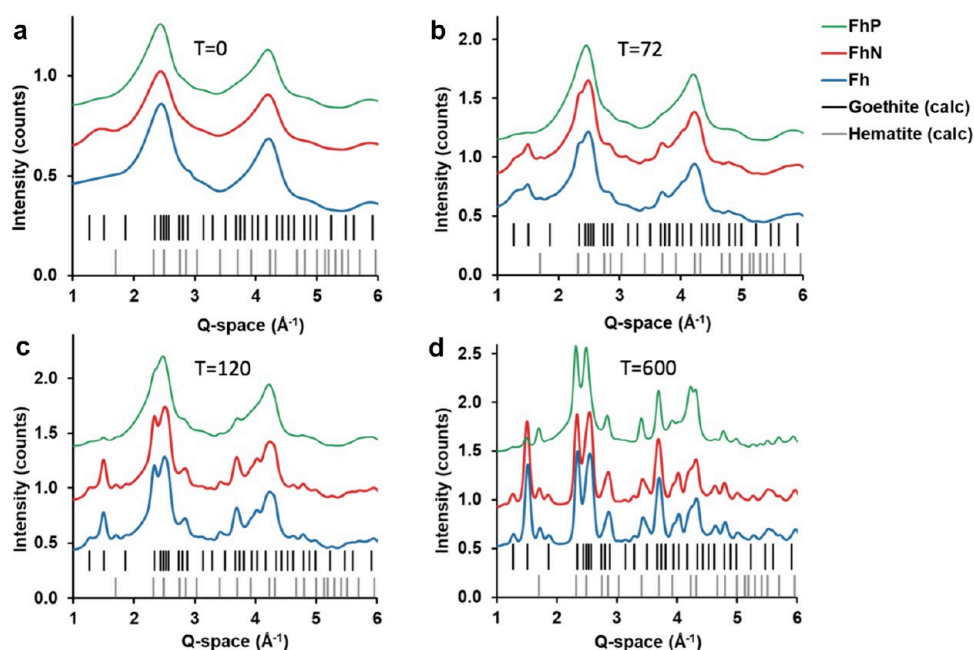 a
T=0
1.0
0.5
0.0
Intensity (counts)
1 2 3 4 5 6
Q-space (Å-1)
b
T=72
2.0
1.5
1.0
0.5
0.0
Intensity (counts)
1 2 3 4 5 6
Q-space (Å-1)
FhP
FhN
Fh
Goethite (calc)
Hematite (calc)
c
T=120
2.0
1.5
1.0
0.5
0.0
Intensity (counts)
1 2 3 4 5 6
Q-space (Å-1)
d
T=600
2.5
2.0
1.5
1.0
0.5
0.0
Intensity (counts)
1 2 3 4 5 6
Q-space (Å-1)